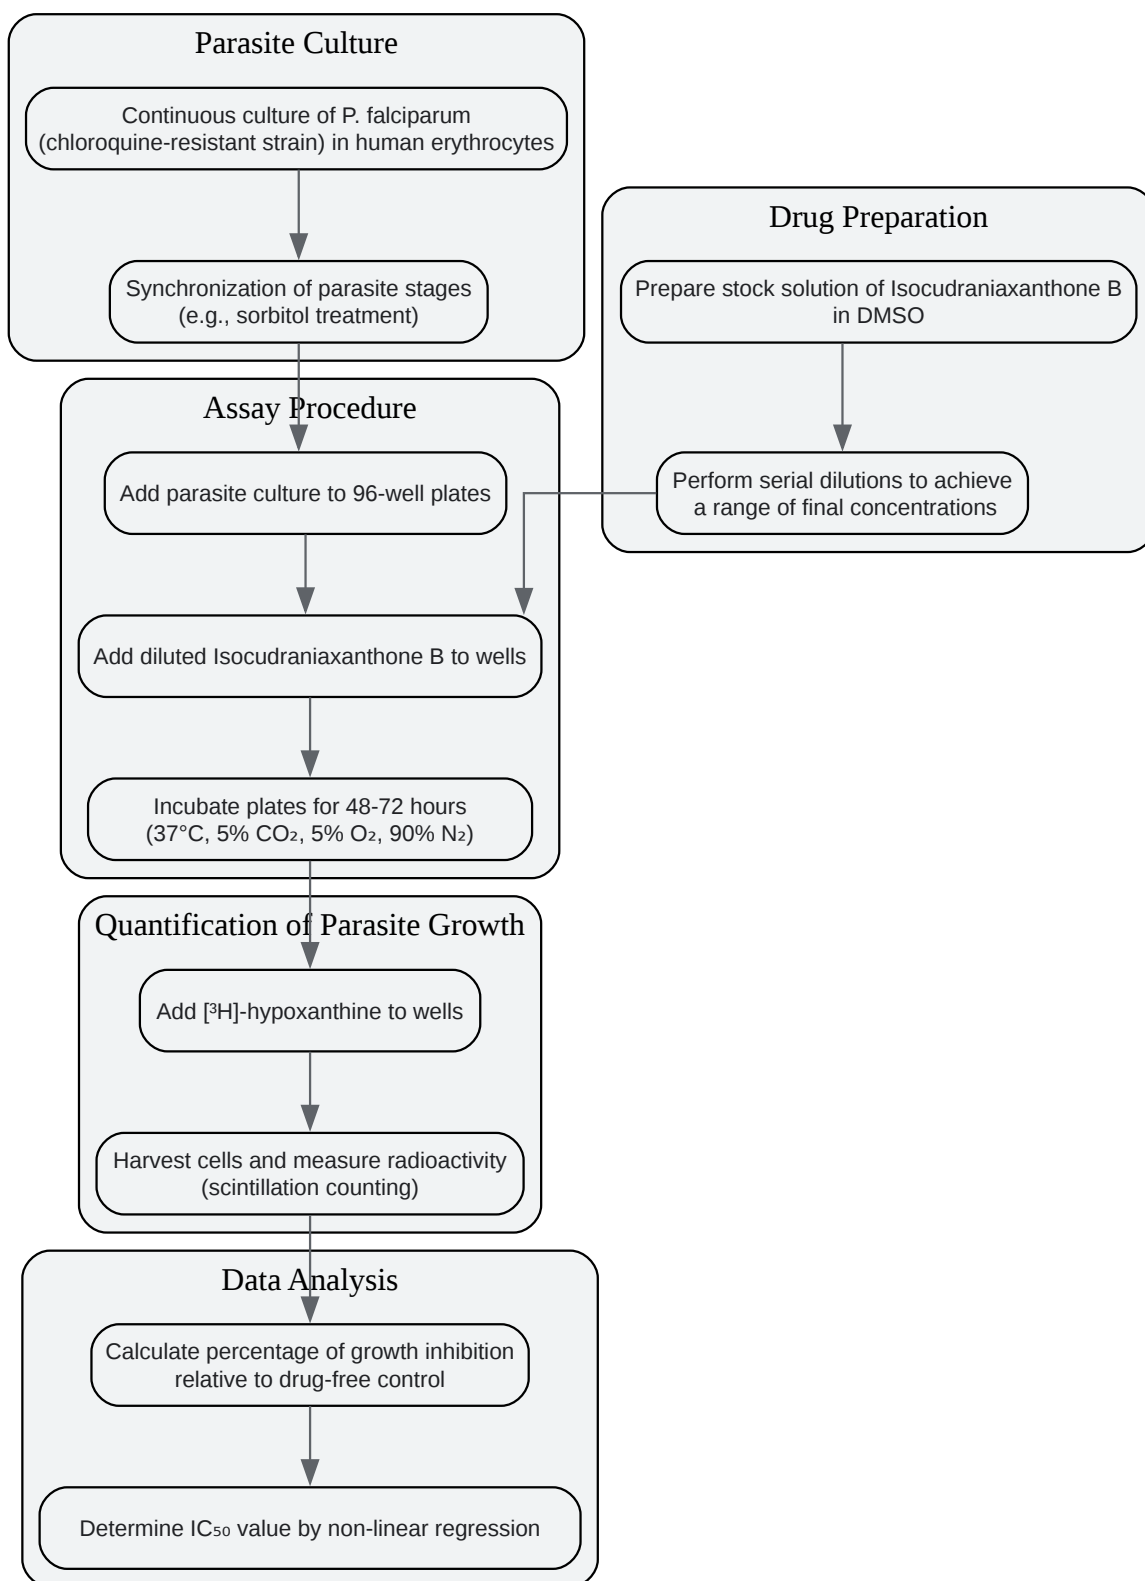 Parasite Culture
Continuous culture of P. falciparum
(chloroquine-resistant strain) in human erythrocytes
Synchronization of parasite stages
(e.g., sorbitol treatment)
Drug Preparation
Prepare stock solution of Isocudraniaxanthone B
in DMSO
Perform serial dilutions to achieve
a range of final concentrations
Assay Procedure
Add parasite culture to 96-well plates
Add diluted Isocudraniaxanthone B to wells
Incubate plates for 48-72 hours
(37°C, 5% CO₂, 5% O₂, 90% N₂)
Quantification of Parasite Growth
Add [³H]-hypoxanthine to wells
Harvest cells and measure radioactivity
(scintillation counting)
Data Analysis
Calculate percentage of growth inhibition
relative to drug-free control
Determine IC₅₀ value by non-linear regression